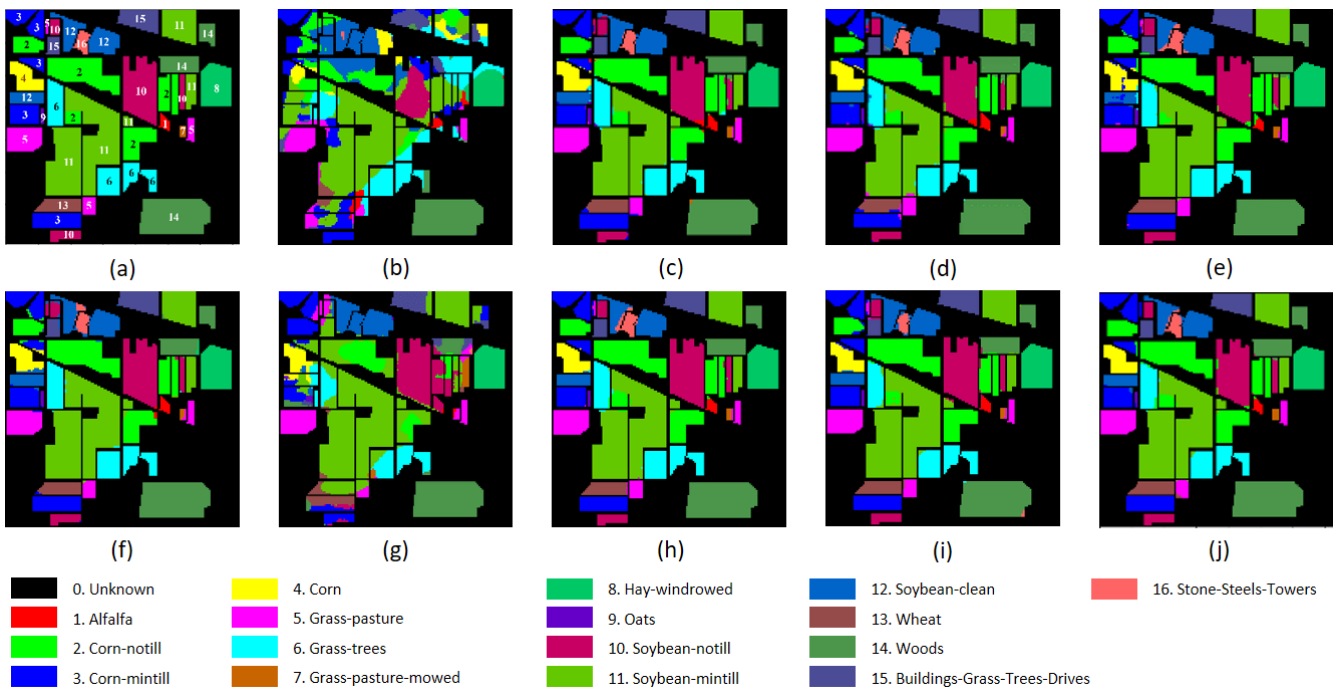 3 3 5 10 12 16 12 15 11 14
2 15
3 2 14
4 10 2 10 11 8
12 6
3 9 2 11 1 7 5
5 11 11 2
6 6 6
13 5
3 14
10
(a) (b) (c) (d) (e)
(f) (g) (h) (i) (j)
0. Unknown 4. Corn 8. Hay-windrowed 12. Soybean-clean 16. Stone-Steels-Towers
1. Alfalfa 5. Grass-pasture 9. Oats 13. Wheat
2. Corn-notill 6. Grass-trees 10. Soybean-notill 14. Woods
3. Corn-mintill 7. Grass-pasture-mowed 11. Soybean-mintill 15. Buildings-Grass-Trees-Drives